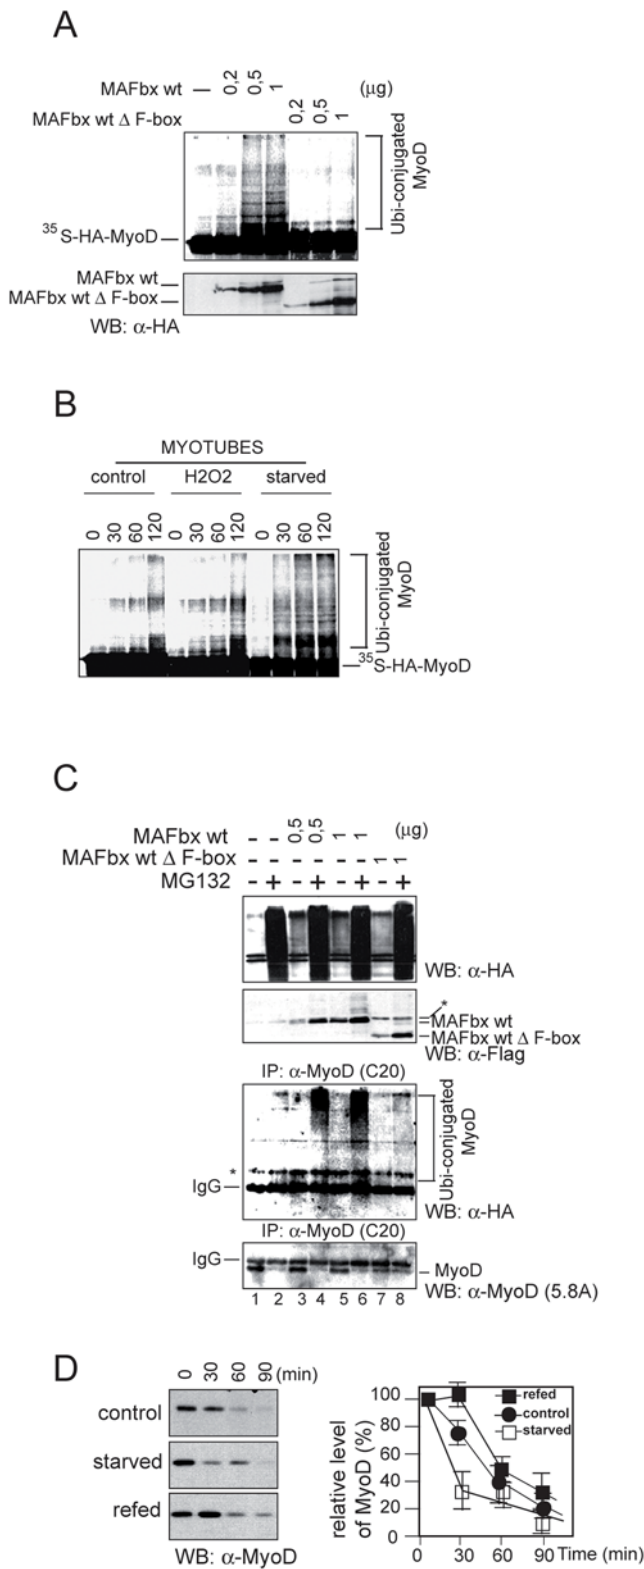 A
MAFbx wt — 0,2 0,5 1 (µg)
MAFbx wt Δ F-box 0,2 0,5 1
Ubi-conjugated
MyoD
35S-HA-MyoD
MAFbx wt
MAFbx wt Δ F-box
WB: α-HA
B
MYOTUBES
control H2O2 starved
0 30 60 120 0 30 60 120 0 30 60 120
Ubi-conjugated
MyoD
35S-HA-MyoD
C
MAFbx wt - - 0,5 0,5 1 1 - - (µg)
MAFbx wt Δ F-box - - - - - - 1 1
MG132 - + - + - + - +
WB: α-HA
*
MAFbx wt
MAFbx wt Δ F-box
WB: α-Flag
IP: α-MyoD (C20)
Ubi-conjugated
MyoD
*
IgG
WB: α-HA
IP: α-MyoD (C20)
IgG
MyoD
1 2 3 4 5 6 7 8
WB: α-MyoD (5.8A)
D
0 30 60 90 (min)
control
starved
refed
WB: α-MyoD
relative level
of MyoD (%)
100
80
60
40
20
0
refed
control
starved
0 30 60 90 Time (min)